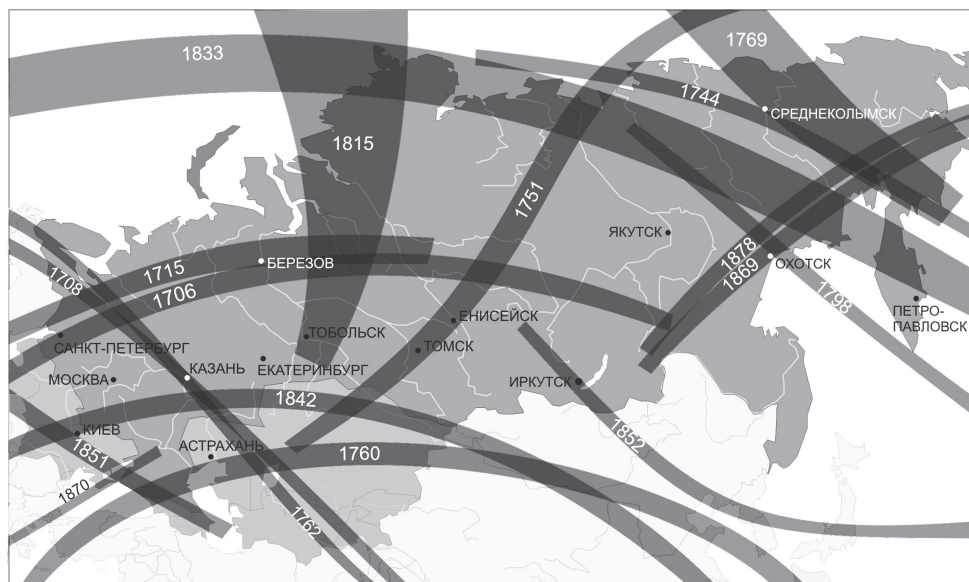 1833
1769
1744
СРЕДНЕКОЛЫМСК
1815
1751
ЯКУТСК
1878
1869
ОХОТСК
1715
БЕРЕЗОВ
1708
1706
1798
ПЕТРО-
ПАВЛОВСК
ЕНИСЕЙСК
ТОБОЛЬСК
САНКТ-ПЕТЕРБУРГ
ТОМСК
ЕКАТЕРИНБУРГ
КАЗАНЬ
МОСКВА
ИРКУТСК
1842
КИЕВ
1852
АСТРАХАНЬ
1851
1760
1870
1762